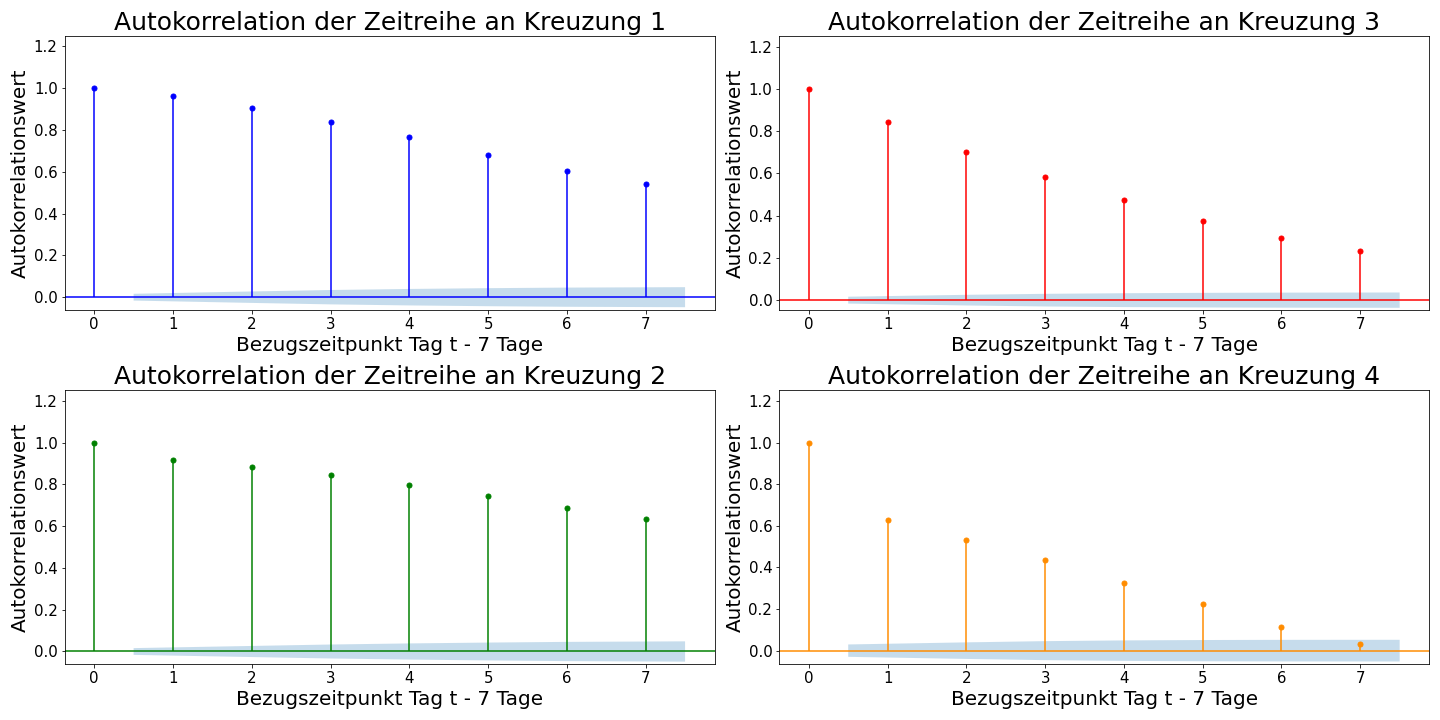 Autokorrelation der Zeitreihe an Kreuzung 1
Autokorrelationswert
1.2
1.0
0.8
0.6
0.4
0.2
0.0
0 1 2 3 4 5 6 7
Bezugszeitpunkt Tag t - 7 Tage
Autokorrelation der Zeitreihe an Kreuzung 3
Autokorrelationswert
1.2
1.0
0.8
0.6
0.4
0.2
0.0
0 1 2 3 4 5 6 7
Bezugszeitpunkt Tag t - 7 Tage
Autokorrelation der Zeitreihe an Kreuzung 2
Autokorrelationswert
1.2
1.0
0.8
0.6
0.4
0.2
0.0
0 1 2 3 4 5 6 7
Bezugszeitpunkt Tag t - 7 Tage
Autokorrelation der Zeitreihe an Kreuzung 4
Autokorrelationswert
1.2
1.0
0.8
0.6
0.4
0.2
0.0
0 1 2 3 4 5 6 7
Bezugszeitpunkt Tag t - 7 Tage